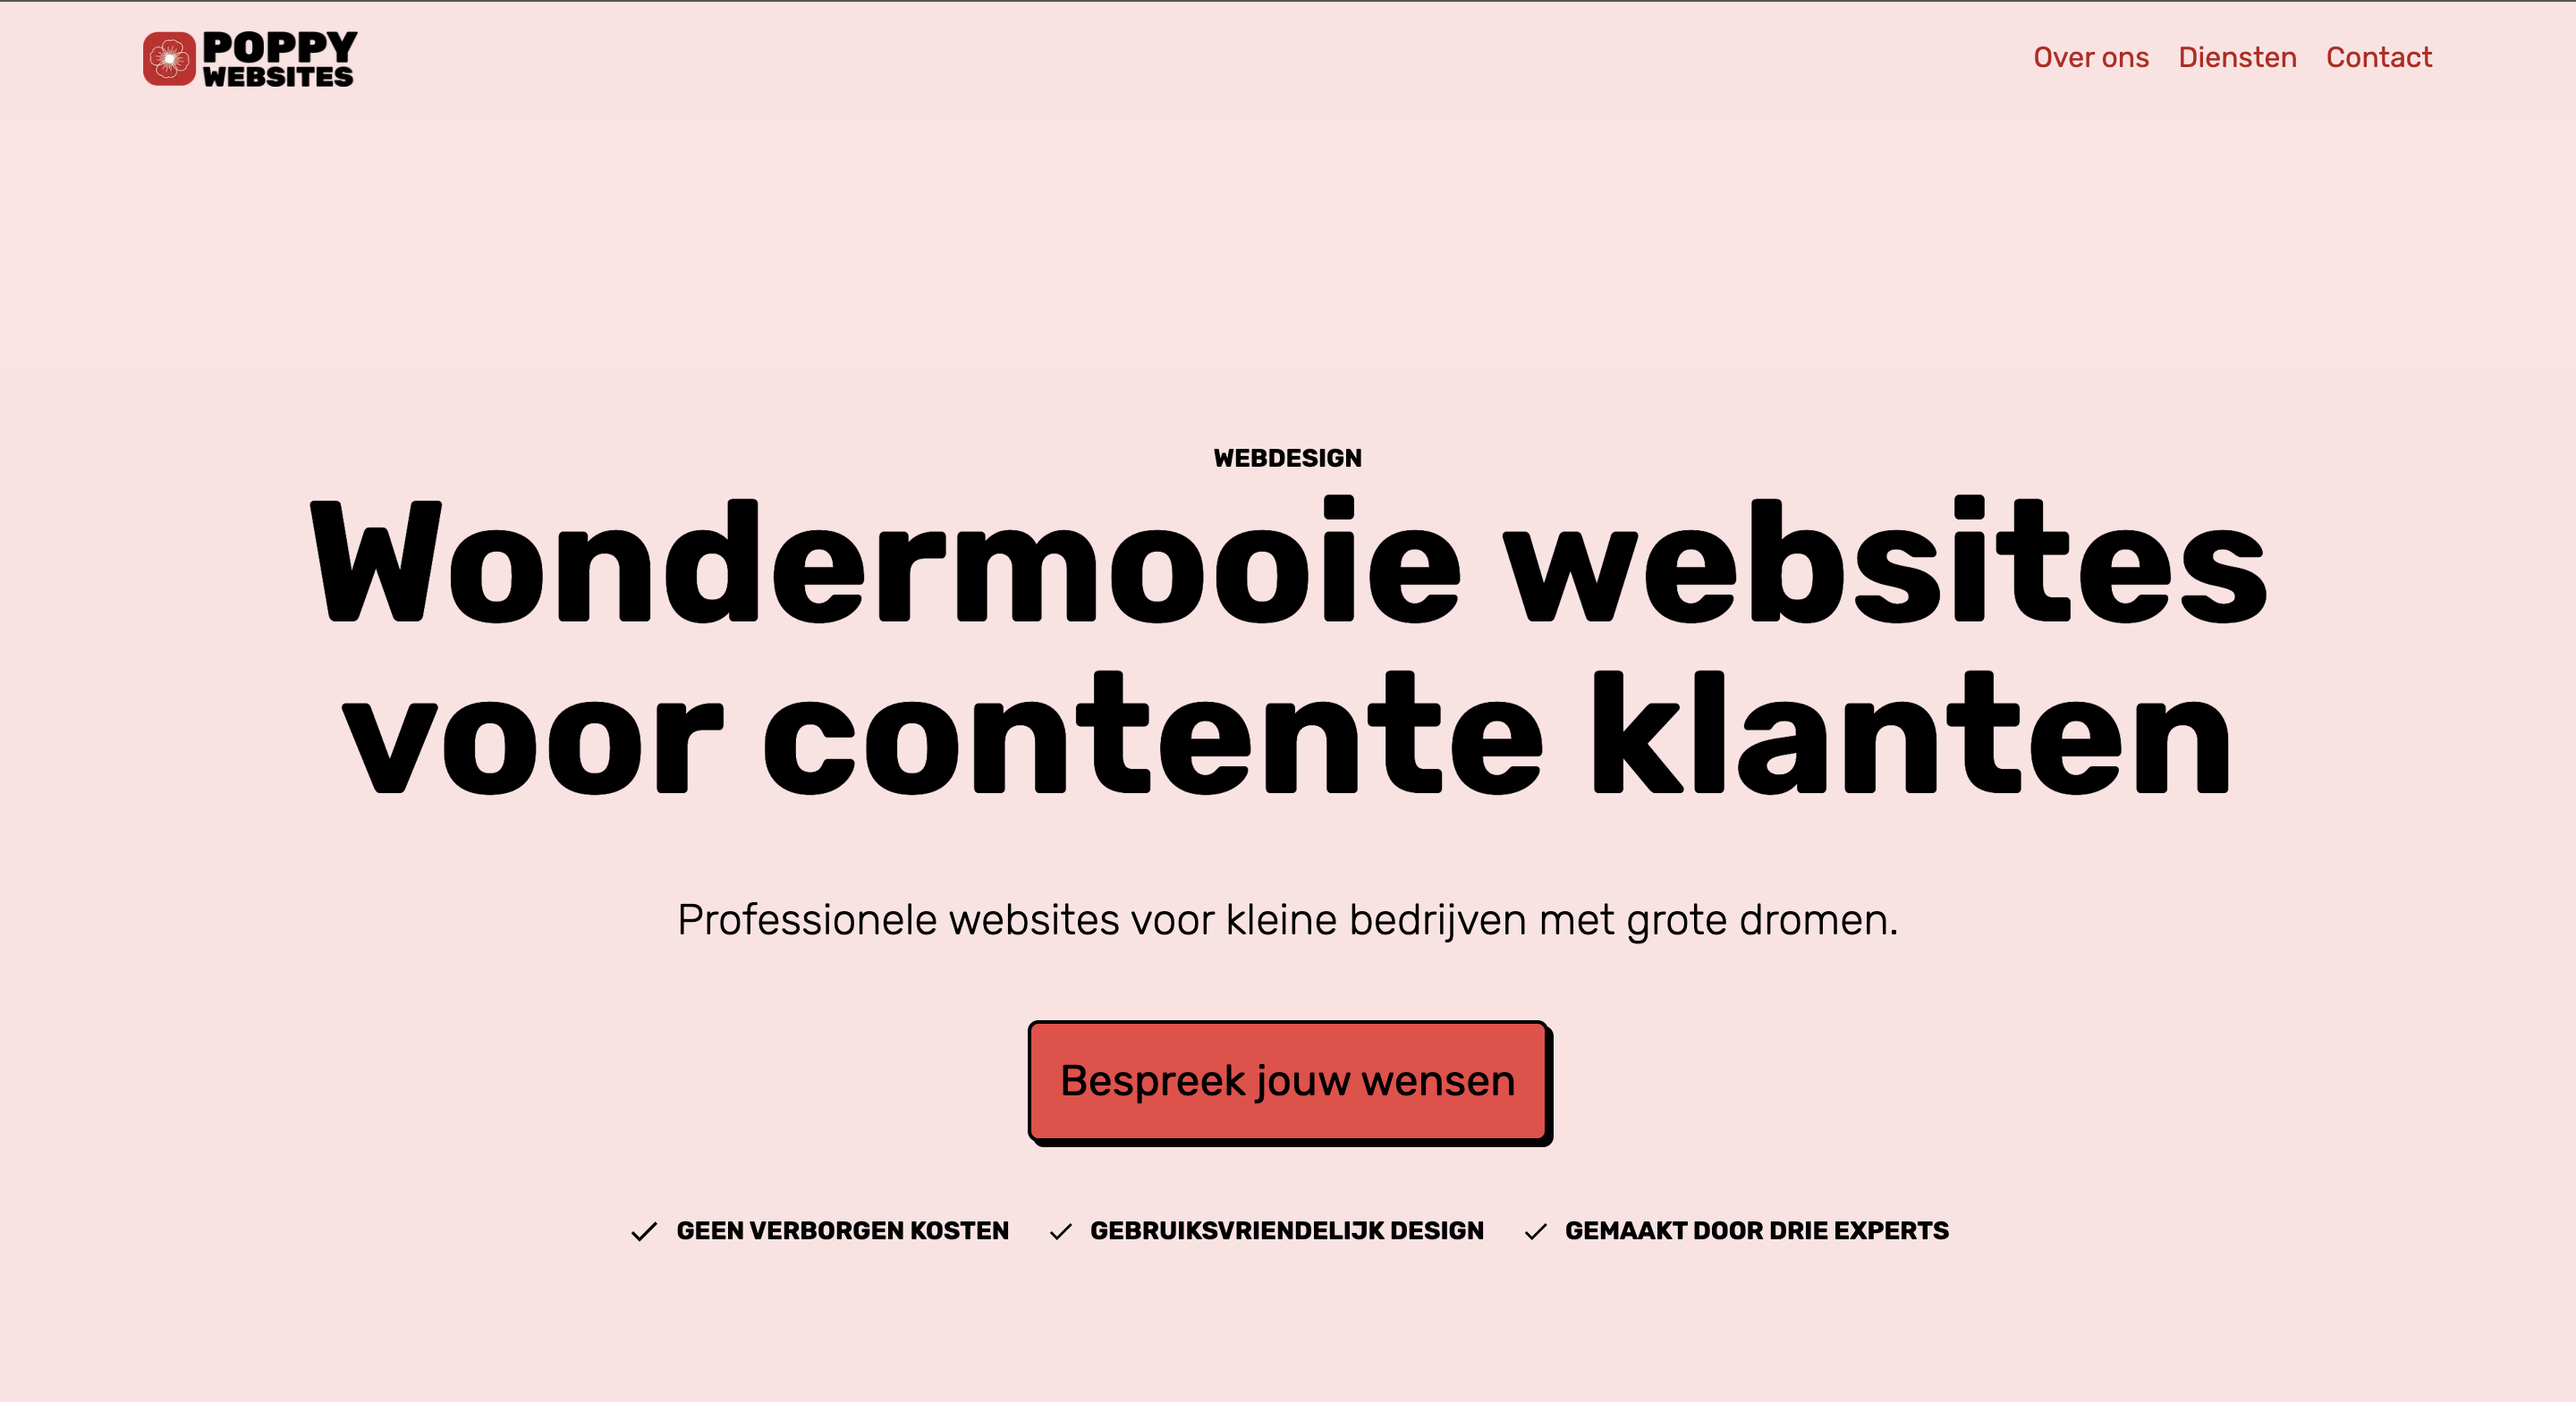 POPPY
WEBSITES
Over ons Diensten Contact
WEBDESIGN
Wondermooie websites
voor contente klanten
Professionele websites voor kleine bedrijven met grote dromen.
Bespreek jouw wensen
GEEN VERBORGEN KOSTEN GEBRUIKSVRIENDELIJK DESIGN GEMAAKT DOOR DRIE EXPERTS